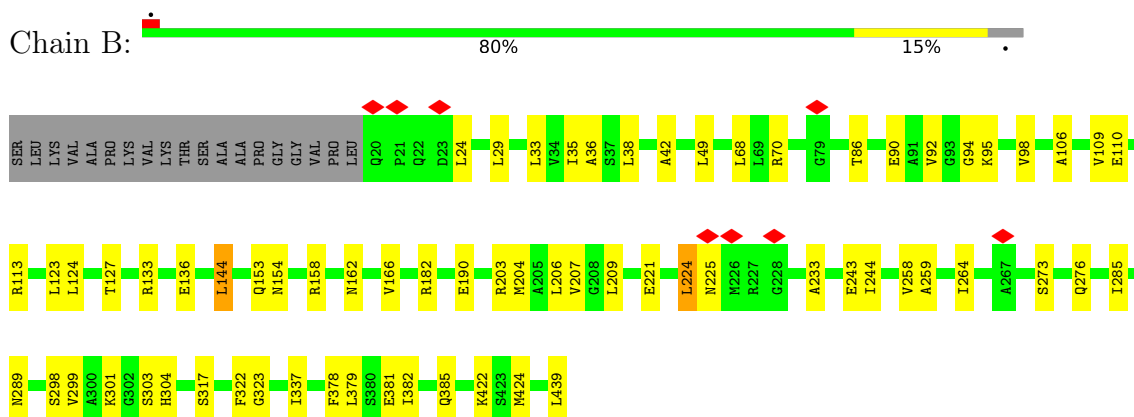 Chain B:
80% 15%
SER LEU LYS VAL ALA PRO LYS VAL LYS THR SER ALA ALA PRO GLY GLY VAL PRO LEU Q20 P21 Q22 D23 L24 L29 L33 V34 I35 A36 S37 L38 A42 L49 L68 L69 R70 G79 T86 E90 A91 V92 G93 G94 K95 V98 A106 V109 E110
R113 L123 L124 T127 R133 E136 L144 Q153 N154 R158 N162 V166 R182 E190 R203 M204 A205 L206 V207 G208 L209 E221 L224 N225 M226 R227 G228 A233 E243 I244 V258 A259 I264 A267 S273 Q276 I285
N289 S298 V299 A300 K301 G302 S303 H304 S317 F322 G323 I337 F378 L379 S380 E381 I382 Q385 K422 S423 M424 L439